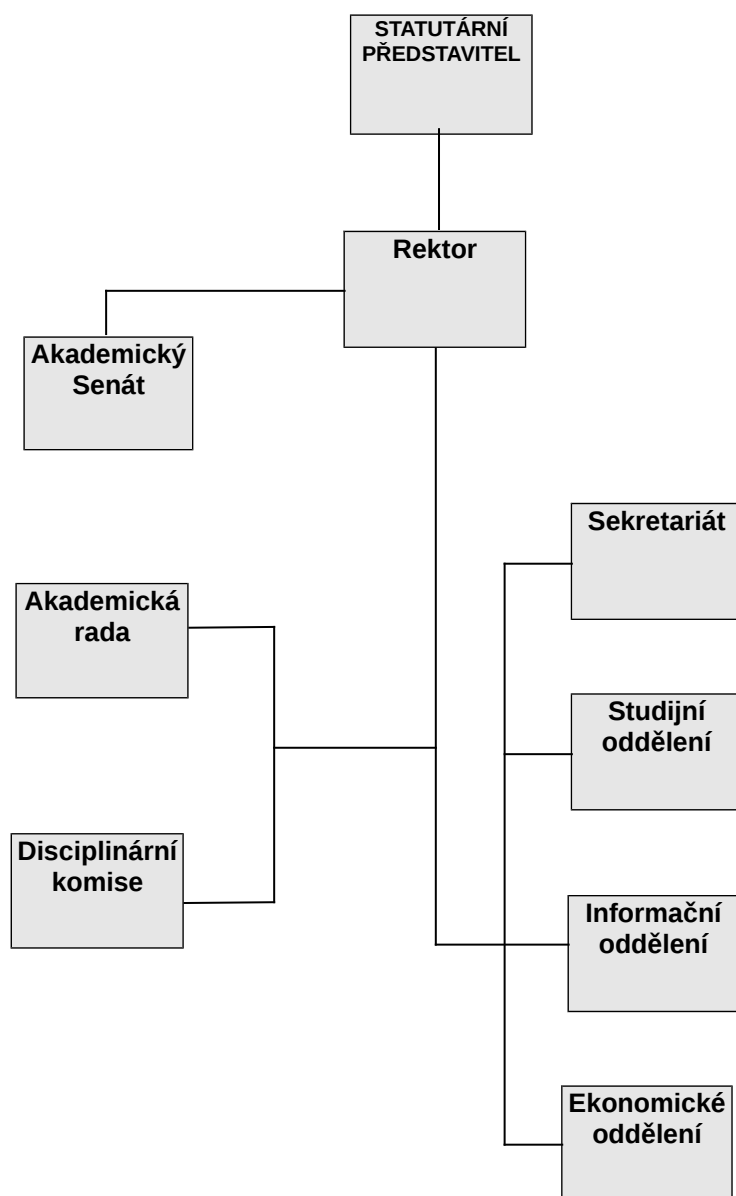 STATUTÁRNÍ
PŘEDSTAVITEL
Rektor
Akademický
Senát
Sekretariát
Akademická
rada
Studijní
oddělení
Disciplinární
komise
Informační
oddělení
Ekonomické
oddělení